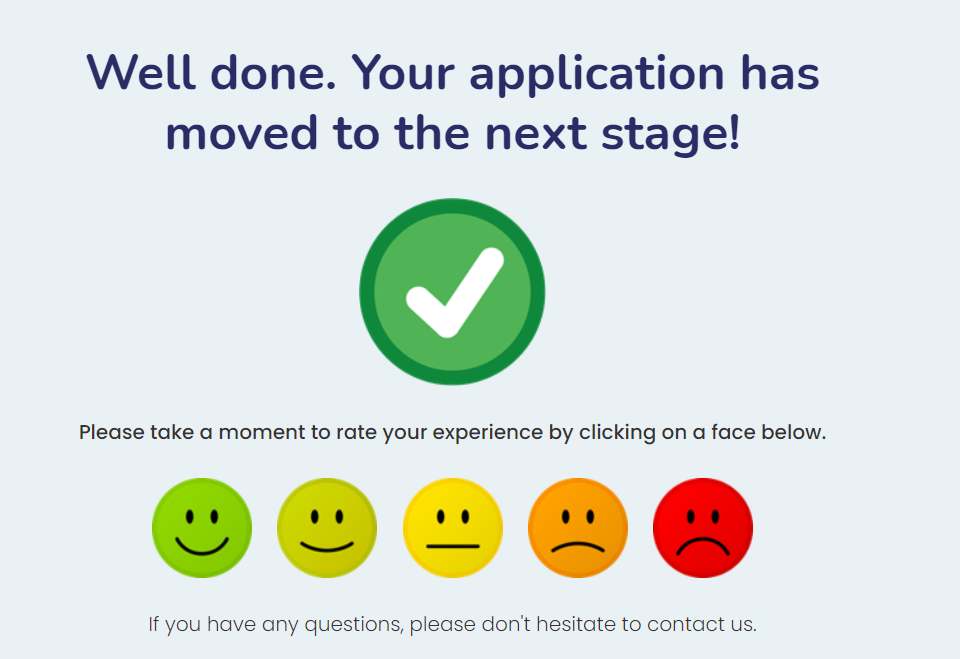 Well done. Your application has
moved to the next stage!
Please take a moment to rate your experience by clicking on a face below.
If you have any questions, please don't hesitate to contact us.